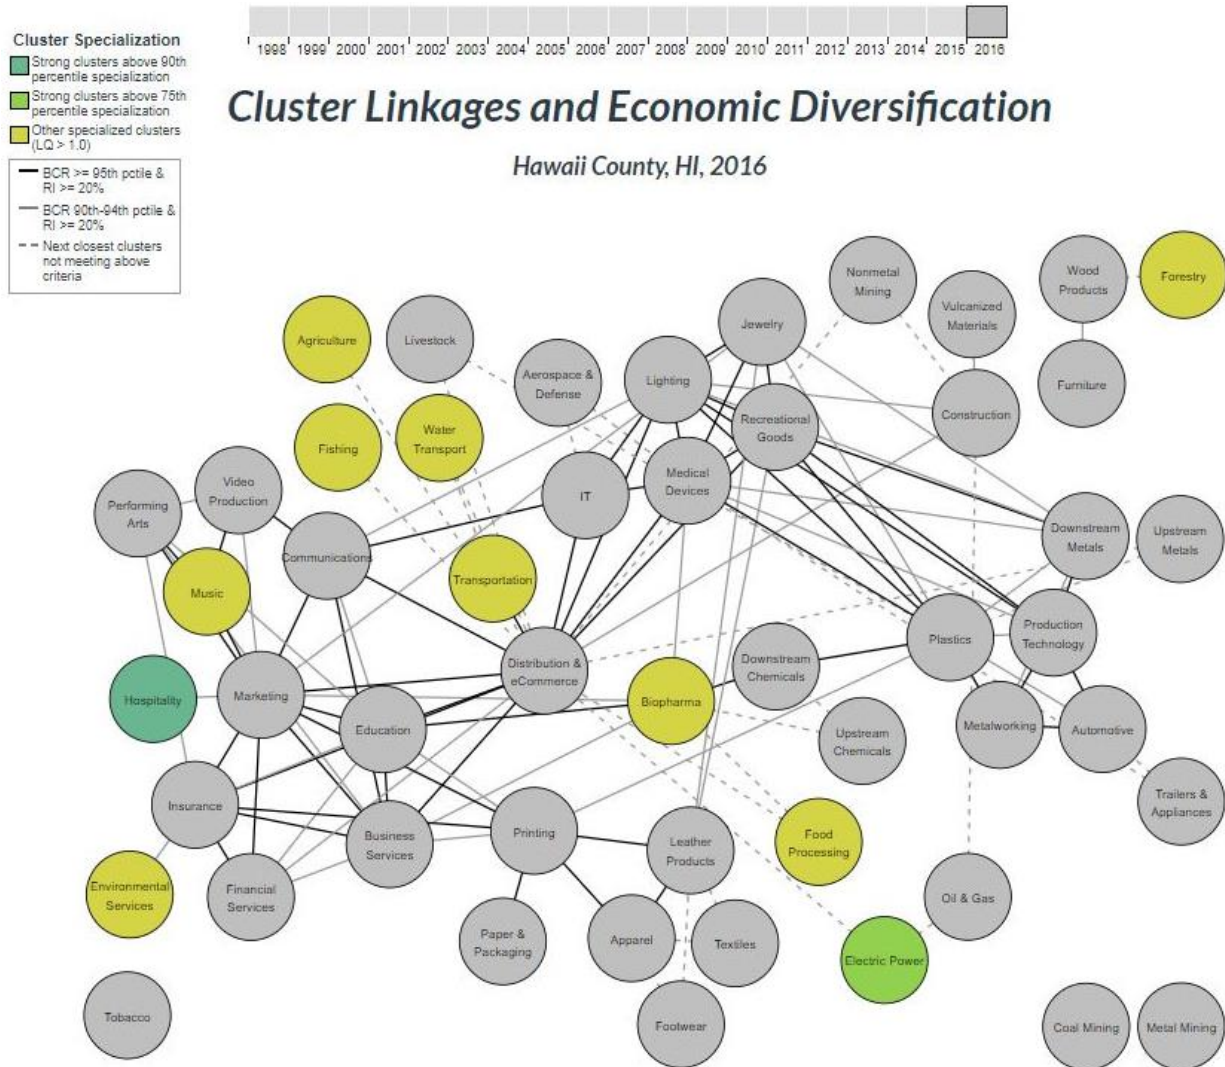 1998 1999 2000 2001 2002 2003 2004 2005 2006 2007 2008 2009 2010 2011 2012 2013 2014 2015 2016
Cluster Specialization
Strong clusters above 90th
percentile specialization
Strong clusters above 75th
percentile specialization
Other specialized clusters
(LQ > 1.0)
BCR >= 95th pctile &
RI >= 20%
BCR 90th-94th pctile &
RI >= 20%
Next closest clusters
not meeting above
criteria
Cluster Linkages and Economic Diversification
Hawaii County, HI, 2016
Nonmetal
Mining
Wood
Products
Forestry
Vulcanized
Materials
Jewelry
Agriculture
Livestock
Aerospace &
Defense
Lighting
Furniture
Recreational
Goods
Construction
Fishing
Water
Transport
Video
Production
Medical
Devices
IT
Performing
Arts
Downstream
Metals
Upstream
Metals
Communications
Transportation
Music
Plastics
Production
Technology
Distribution &
eCommerce
Downstream
Chemicals
Hospitality
Marketing
Biopharma
Education
Metalworking
Automotive
Upstream
Chemicals
Trailers &
Appliances
Insurance
Business
Services
Printing
Leather
Products
Food
Processing
Environmental
Services
Financial
Services
Oil & Gas
Paper &
Packaging
Apparel
Textiles
Electric Power
Tobacco
Footwear
Coal Mining
Metal Mining